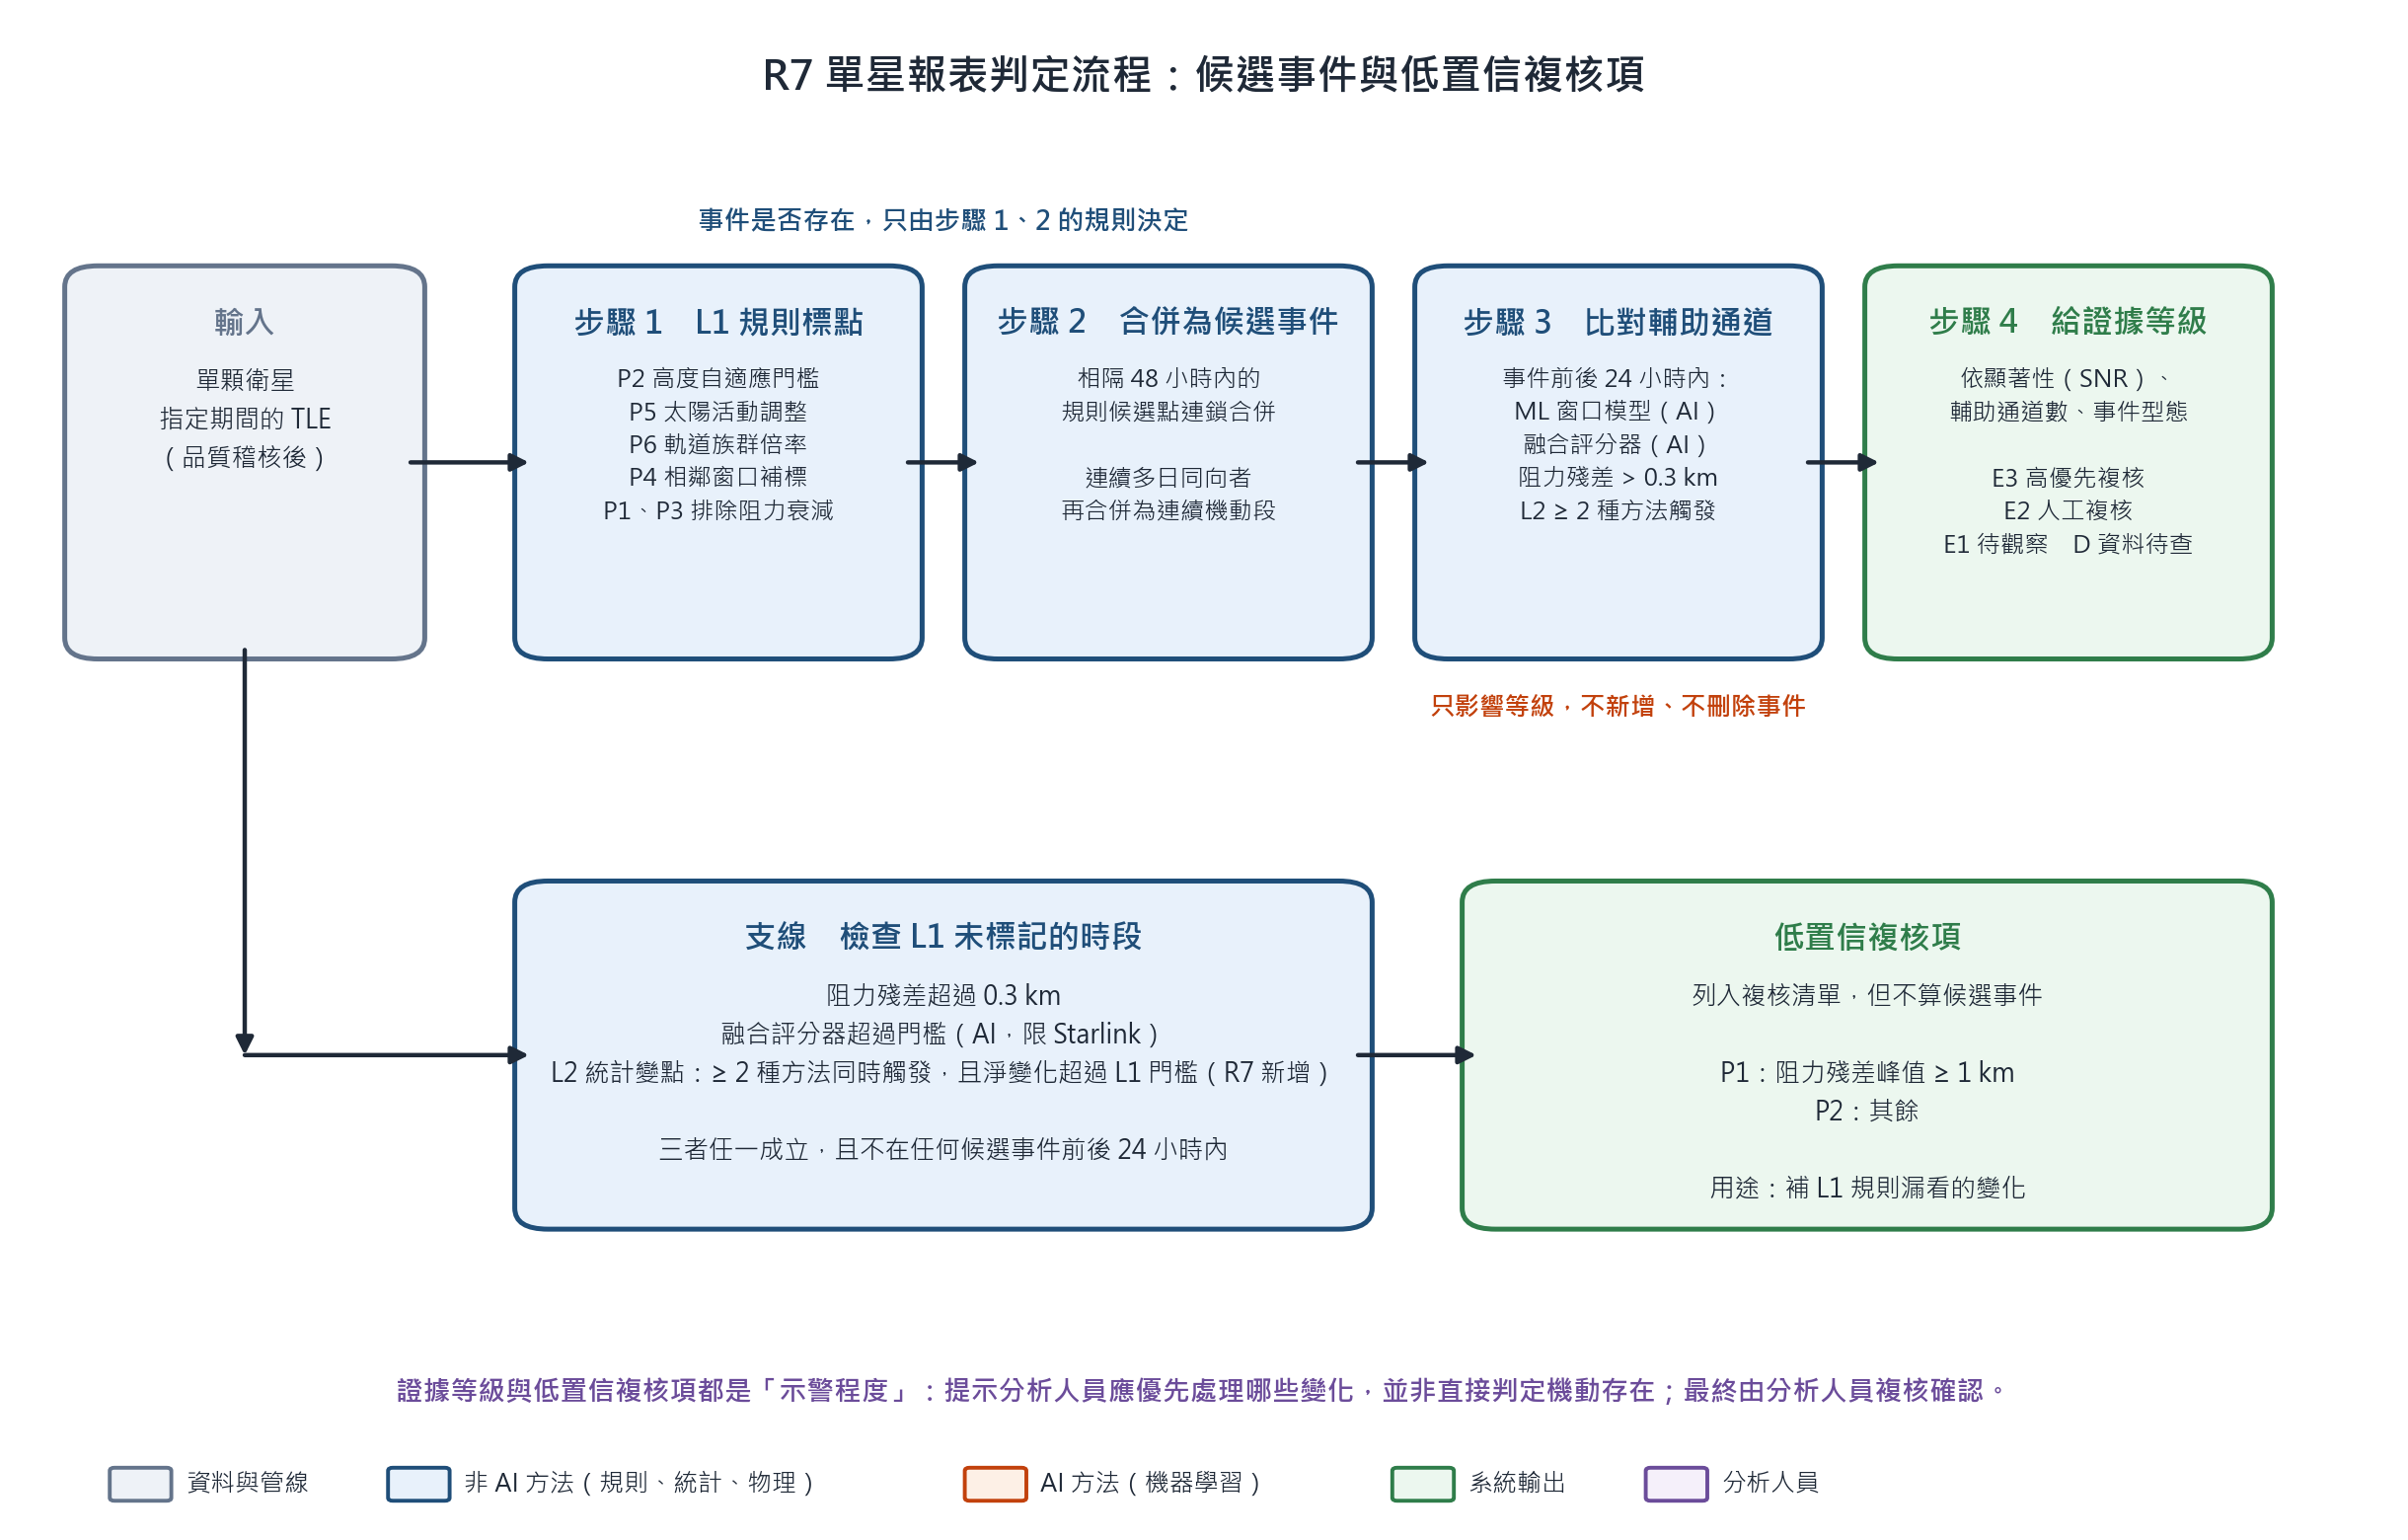 R7 單星報表判定流程：候選事件與低置信複核項
事件是否存在，只由步驟 1、2 的規則決定
輸入
單顆衛星
指定期間的 TLE
（品質稽核後）
步驟 1　L1 規則標點
P2 高度自適應門檻
P5 太陽活動調整
P6 軌道族群倍率
P4 相鄰窗口補標
P1、P3 排除阻力衰減
步驟 2　合併為候選事件
相隔 48 小時內的
規則候選點連鎖合併
連續多日同向者
再合併為連續機動段
步驟 3　比對輔助通道
事件前後 24 小時內：
ML 窗口模型（AI）
融合評分器（AI）
阻力殘差 > 0.3 km
L2 ≥ 2 種方法觸發
步驟 4　給證據等級
依顯著性（SNR）、
輔助通道數、事件型態
E3 高優先複核
E2 人工複核
E1 待觀察　D 資料待查
只影響等級，不新增、不刪除事件
支線　檢查 L1 未標記的時段
阻力殘差超過 0.3 km
融合評分器超過門檻（AI，限 Starlink）
L2 統計變點：≥ 2 種方法同時觸發，且淨變化超過 L1 門檻（R7 新增）
三者任一成立，且不在任何候選事件前後 24 小時內
低置信複核項
列入複核清單，但不算候選事件
P1：阻力殘差峰值 ≥ 1 km
P2：其餘
用途：補 L1 規則漏看的變化
證據等級與低置信複核項都是「示警程度」：提示分析人員應優先處理哪些變化，並非直接判定機動存在；最終由分析人員複核確認。
資料與管線
非 AI 方法（規則、統計、物理）
AI 方法（機器學習）
系統輸出
分析人員